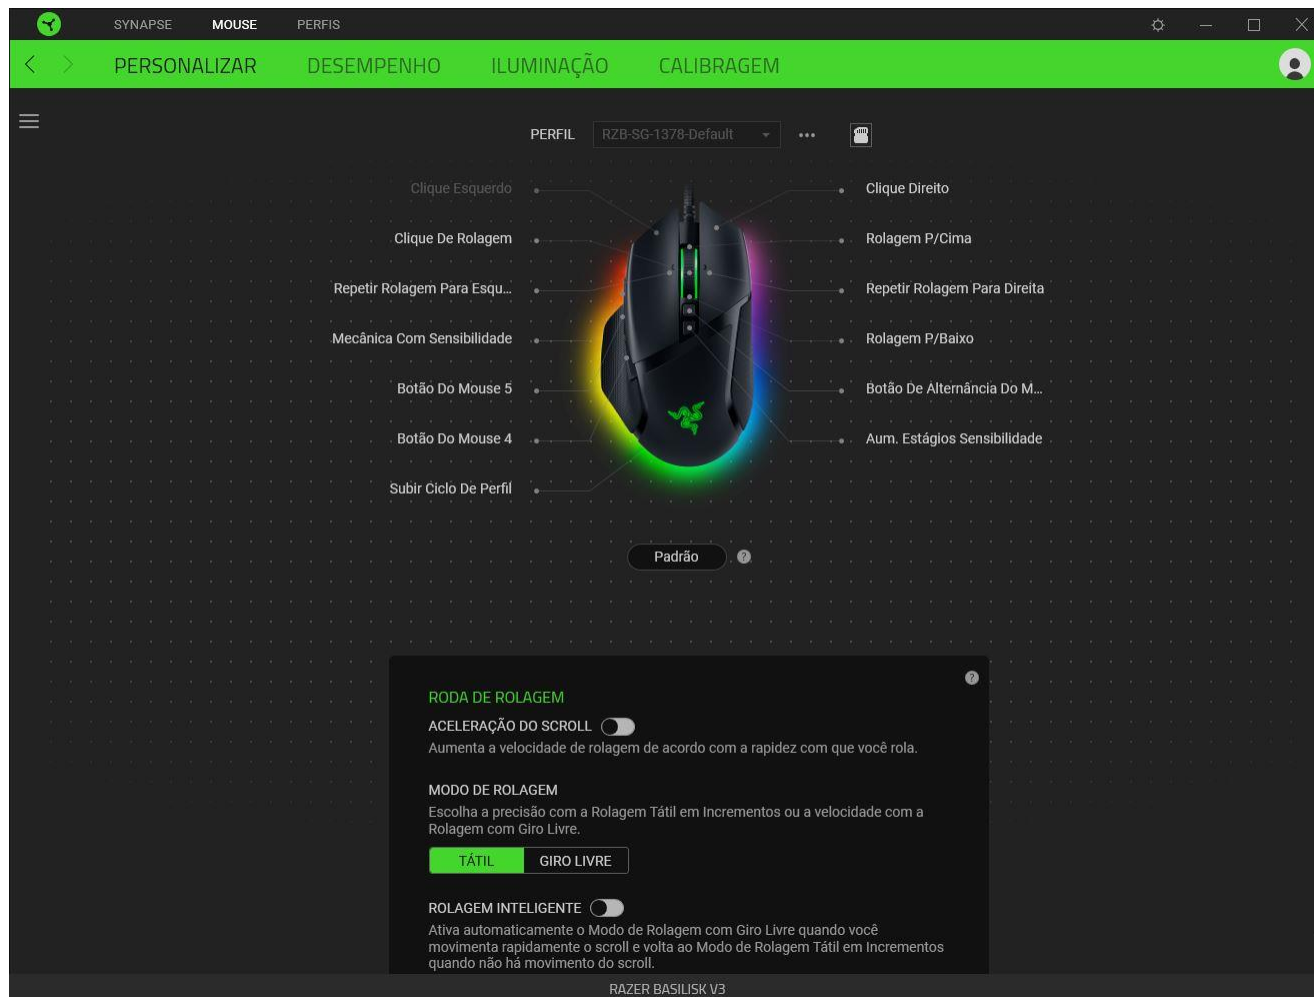 SYNAPSE MOUSE PERFIS
PERSONALIZAR DESEMPENHO ILUMINAÇÃO CALIBRAGEM
PERFIL RZB-SG-1378-Default
Clique Esquerdo Clique Direito
Clique De Rolagem Rolagem P/Cima
Repetir Rolagem Para Esqu... Repetir Rolagem Para Direita
Mecânica Com Sensibilidade Rolagem P/Baixo
Botão Do Mouse 5 Botão De Alternância Do M...
Botão Do Mouse 4 Aum. Estágios Sensibilidade
Subir Ciclo De Perfil
Padrão ?
?
RODA DE ROLAGEM
ACELERAÇÃO DO SCROLL
Aumenta a velocidade de rolagem de acordo com a rapidez com que você rola.
MODO DE ROLAGEM
Escolha a precisão com a Rolagem Tátil em Incrementos ou a velocidade com a
Rolagem com Giro Livre.
TÁTIL GIRO LIVRE
ROLAGEM INTELIGENTE
Ativa automaticamente o Modo de Rolagem com Giro Livre quando você
movimenta rapidamente o scroll e volta ao Modo de Rolagem Tátil em Incrementos
quando não há movimento do scroll.
RAZER BASILISK V3